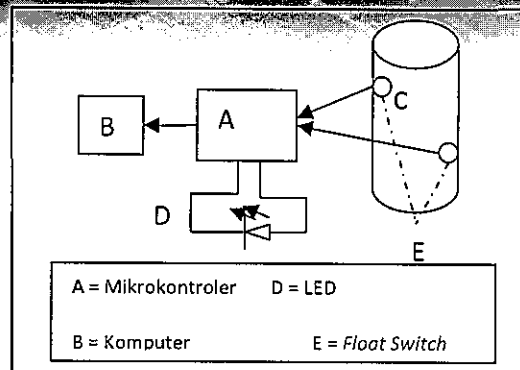 C
B
A
D
E
A = Mikrokontroler D = LED
B = Komputer E = Float Switch